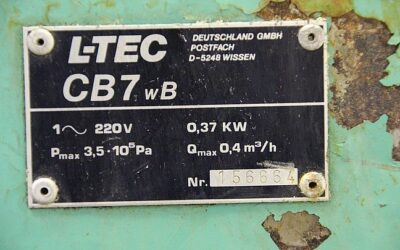 L-TEC
DEUTSCHLAND GMBH
POSTFACH
D-5248 WISSEN
CB7 WB
1~ 220V 0,37 KW
Pmax 3,5·10⁵Pa Qmax 0,4 m³/h
Nr. 156664